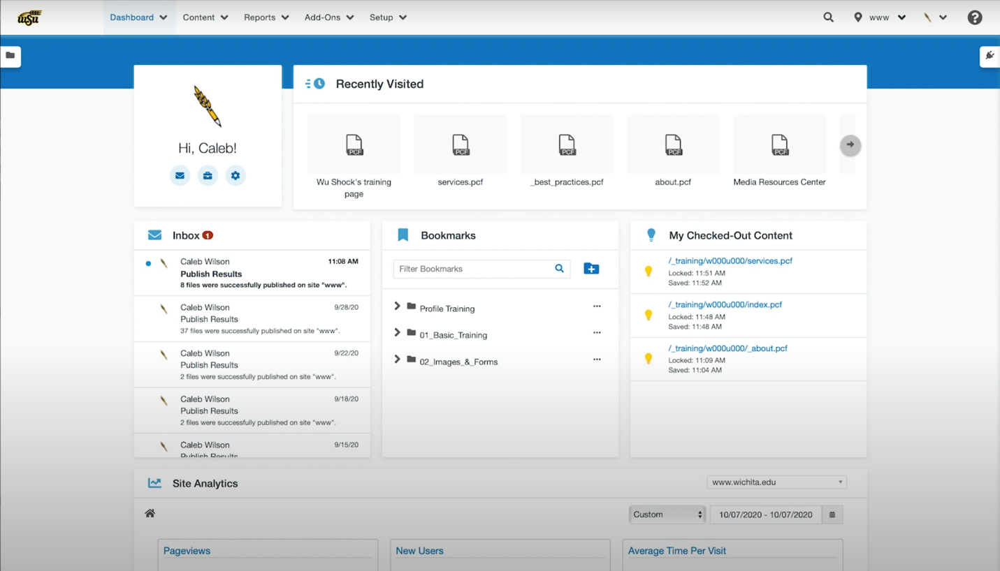 WSU
Dashboard
Content
Reports
Add-Ons
Setup
www
?
Hi, Caleb!
Recently Visited
PCF
PCF
PCF
PCF
PCF
Wu Shock's training
page
services.pcf
_best_practices.pcf
about.pcf
Media Resources Center
Inbox 1
Caleb Wilson 11:08 AM
Publish Results
8 files were successfully published on site "www".
Caleb Wilson 9/28/20
Publish Results
37 files were successfully published on site "www".
Caleb Wilson 9/22/20
Publish Results
2 files were successfully published on site "www".
Caleb Wilson 9/18/20
Publish Results
2 files were successfully published on site "www".
Caleb Wilson 9/15/20
Publish Results
Bookmarks
Filter Bookmarks
Profile Training
01_Basic_Training
02_Images_&_Forms
My Checked-Out Content
/_training/w000u000/services.pcf
Locked: 11:51 AM
Saved: 11:52 AM
/_training/w000u000/index.pcf
Locked: 11:48 AM
Saved: 11:48 AM
/_training/w000u000/_about.pcf
Locked: 11:09 AM
Saved: 11:04 AM
Site Analytics
www.wichita.edu
Custom
10/07/2020 - 10/07/2020
Pageviews
New Users
Average Time Per Visit